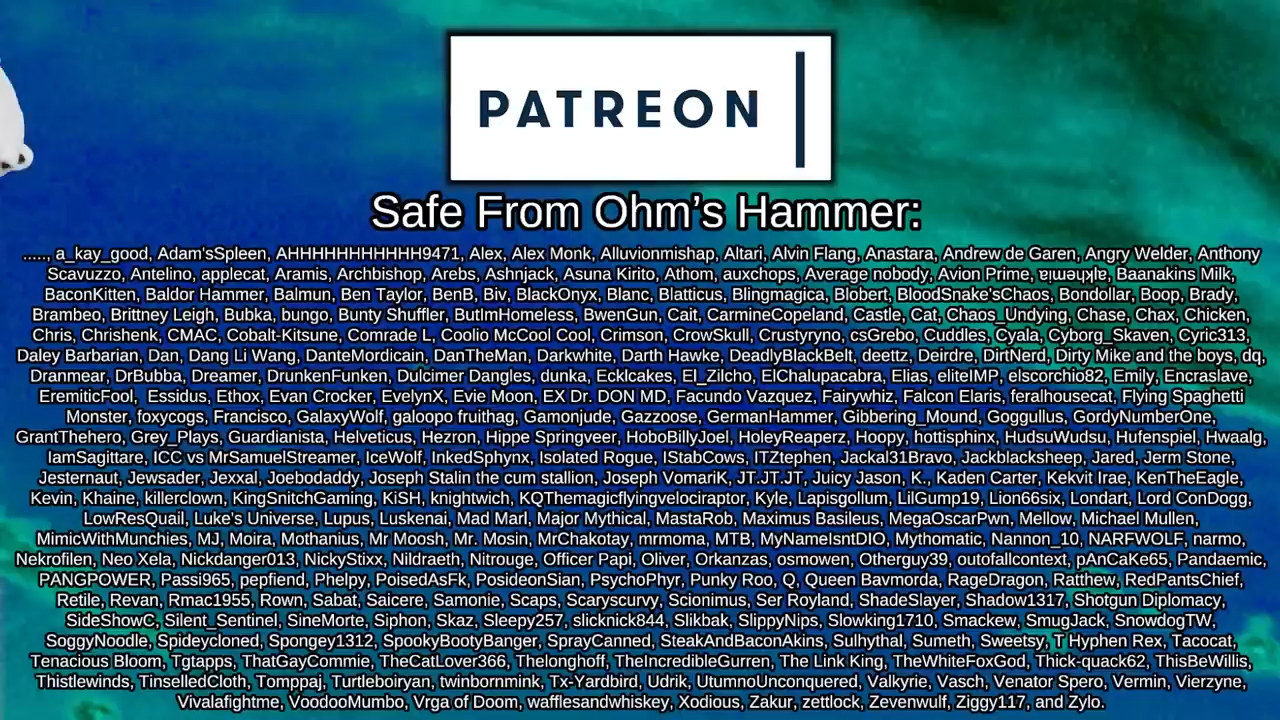 PATREON
Safe From Ohm's Hammer:
....., a_kay_good, Adam'sSpleen, AHHHHHHHHHHH9471, Alex, Alex Monk, Alluvionmishap, Altari, Alvin Flang, Anastara, Andrew de Garen, Angry Welder, Anthony
Scavuzzo, Antelino, applecat, Aramis, Archbishop, Arebs, Ashnjack, Asuna Kirito, Athom, auxchops, Average nobody, Avion Prime, Baanakins Milk,
BaconKitten, Baldor Hammer, Balmun, Ben Taylor, BenB, Biv, BlackOnyx, Blanc, Blatticus, Blingmagica, Blobert, BloodSnake'sChaos, Bondollar, Boop, Brady,
Brambeo, Brittney Leigh, Bubka, bungo, Bunty Shuffler, ButImHomeless, BwenGun, Cait, CarmineCopeland, Castle, Cat, Chaos_Undying, Chase, Chax, Chicken,
Chris, Chrishenk, CMAC, Cobalt-Kitsune, Comrade L, Coolio McCool Cool, Crimson, CrowSkull, Crustyryno, csGrebo, Cuddles, Cyala, Cyborg_Skaven, Cyric313,
Daley Barbarian, Dan, Dang Li Wang, DanteMordicain, DanTheMan, Darkwhite, Darth Hawke, DeadlyBlackBelt, deettz, Deirdre, DirtNerd, Dirty Mike and the boys, dq,
Dranmear, DrBubba, Dreamer, DrunkenFunken, Dulcimer Dangles, dunka, Ecklcakes, El_Zilcho, ElChalupacabra, Elias, eliteIMP, elscorchio82, Emily, Encraslave,
EremiticFool, Essidus, Ethox, Evan Crocker, EvelynX, Evie Moon, EX Dr. DON MD, Facundo Vazquez, Fairywhiz, Falcon Elaris, feralhousecat, Flying Spaghetti
Monster, foxycogs, Francisco, GalaxyWolf, galoopo fruithag, Gamonjude, Gazzoose, GermanHammer, Gibbering_Mound, Goggullus, GordyNumberOne,
GrantThehero, Grey_Plays, Guardianista, Helveticus, Hezron, Hippe Springveer, HoboBillyJoel, HoleyReaperz, Hoopy, hottisphinx, HudsuWudsu, Hufenspiel, Hwaalg,
IamSagittare, ICC vs MrSamuelStreamer, IceWolf, InkedSphynx, Isolated Rogue, IStabCows, ITZtephen, Jackal31Bravo, Jackblacksheep, Jared, Jerm Stone,
Jesternaut, Jewsader, Jexxal, Joebodaddy, Joseph Stalin the cum stallion, Joseph VomariK, JT.JT.JT, Juicy Jason, K., Kaden Carter, Kekvit Irae, KenTheEagle,
Kevin, Khaine, killerclown, KingSnitchGaming, KiSH, knightwich, KQThemagicflyingvelociraptor, Kyle, Lapisgollum, LilGump19, Lion66six, Londart, Lord ConDogg,
LowResQuail, Luke's Universe, Lupus, Luskenai, Mad Marl, Major Mythical, MastaRob, Maximus Basileus, MegaOscarPwn, Mellow, Michael Mullen,
MimicWithMunchies, MJ, Moira, Mothanius, Mr Moosh, Mr. Mosin, MrChakotay, mrmoma, MTB, MyNameIsntDIO, Mythomatic, Nannon_10, NARFWOLF, narmo,
Nekrofilen, Neo Xela, Nickdanger013, NickyStixx, Nildraeth, Nitrouge, Officer Papi, Oliver, Orkanzas, osmowen, Otherguy39, outofallcontext, pAnCaKe65, Pandaemic,
PANGPOWER, Passi965, pepfiend, Phelpy, PoisedAsFk, PosideonSian, PsychoPhyr, Punky Roo, Q, Queen Bavmorda, RageDragon, Ratthew, RedPantsChief,
Retile, Revan, Rmac1955, Rown, Sabat, Saicere, Samonie, Scaps, Scaryscurvy, Scionimus, Ser Royland, ShadeSlayer, Shadow1317, Shotgun Diplomacy,
SideShowC, Silent_Sentinel, SineMorte, Siphon, Skaz, Sleepy257, slicknick844, Slikbak, SlippyNips, Slowking1710, Smackew, SmugJack, SnowdogTW,
SoggyNoodle, Spideycloned, Spongey1312, SpookyBootyBanger, SprayCanned, SteakAndBaconAkins, Sulhythal, Sumeth, Sweetsy, T Hyphen Rex, Tacocat,
Tenacious Bloom, Tgtapps, ThatGayCommie, TheCatLover366, Thelonghoff, TheIncredibleGurren, The Link King, TheWhiteFoxGod, Thick-quack62, ThisBeWillis,
Thistlewinds, TinselledCloth, Tomppaj, Turtleboiryan, twinbornmink, Tx-Yardbird, Udrik, UtumnoUnconquered, Valkyrie, Vasch, Venator Spero, Vermin, Vierzyne,
Vivalafightme, VoodooMumbo, Vrga of Doom, wafflesandwhiskey, Xodious, Zakur, zettlock, Zevenwulf, Ziggy117, and Zylo.